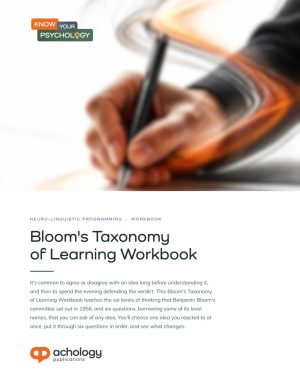 KNOW YOUR
PSYCHOLOGY
NEURO-LINGUISTIC PROGRAMMING · WORKBOOK
Bloom's Taxonomy
of Learning Workbook
It's common to agree or disagree with an idea long before understanding it,
and then to spend the evening defending the verdict. This Bloom's Taxonomy
of Learning Workbook teaches the six levels of thinking that Benjamin Bloom's
committee set out in 1956, and six questions, borrowing some of its level
names, that you can ask of any idea. You'll choose one idea you reacted to at
once, put it through six questions in order, and see what changes.
achology
publications